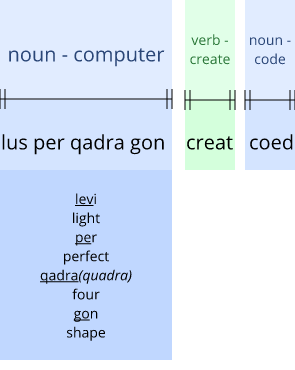 noun - computer
verb -
create
noun -
code
lus per qadra gon
creat
coed
levi
light
per
perfect
qadra(quadra)
four
gon
shape